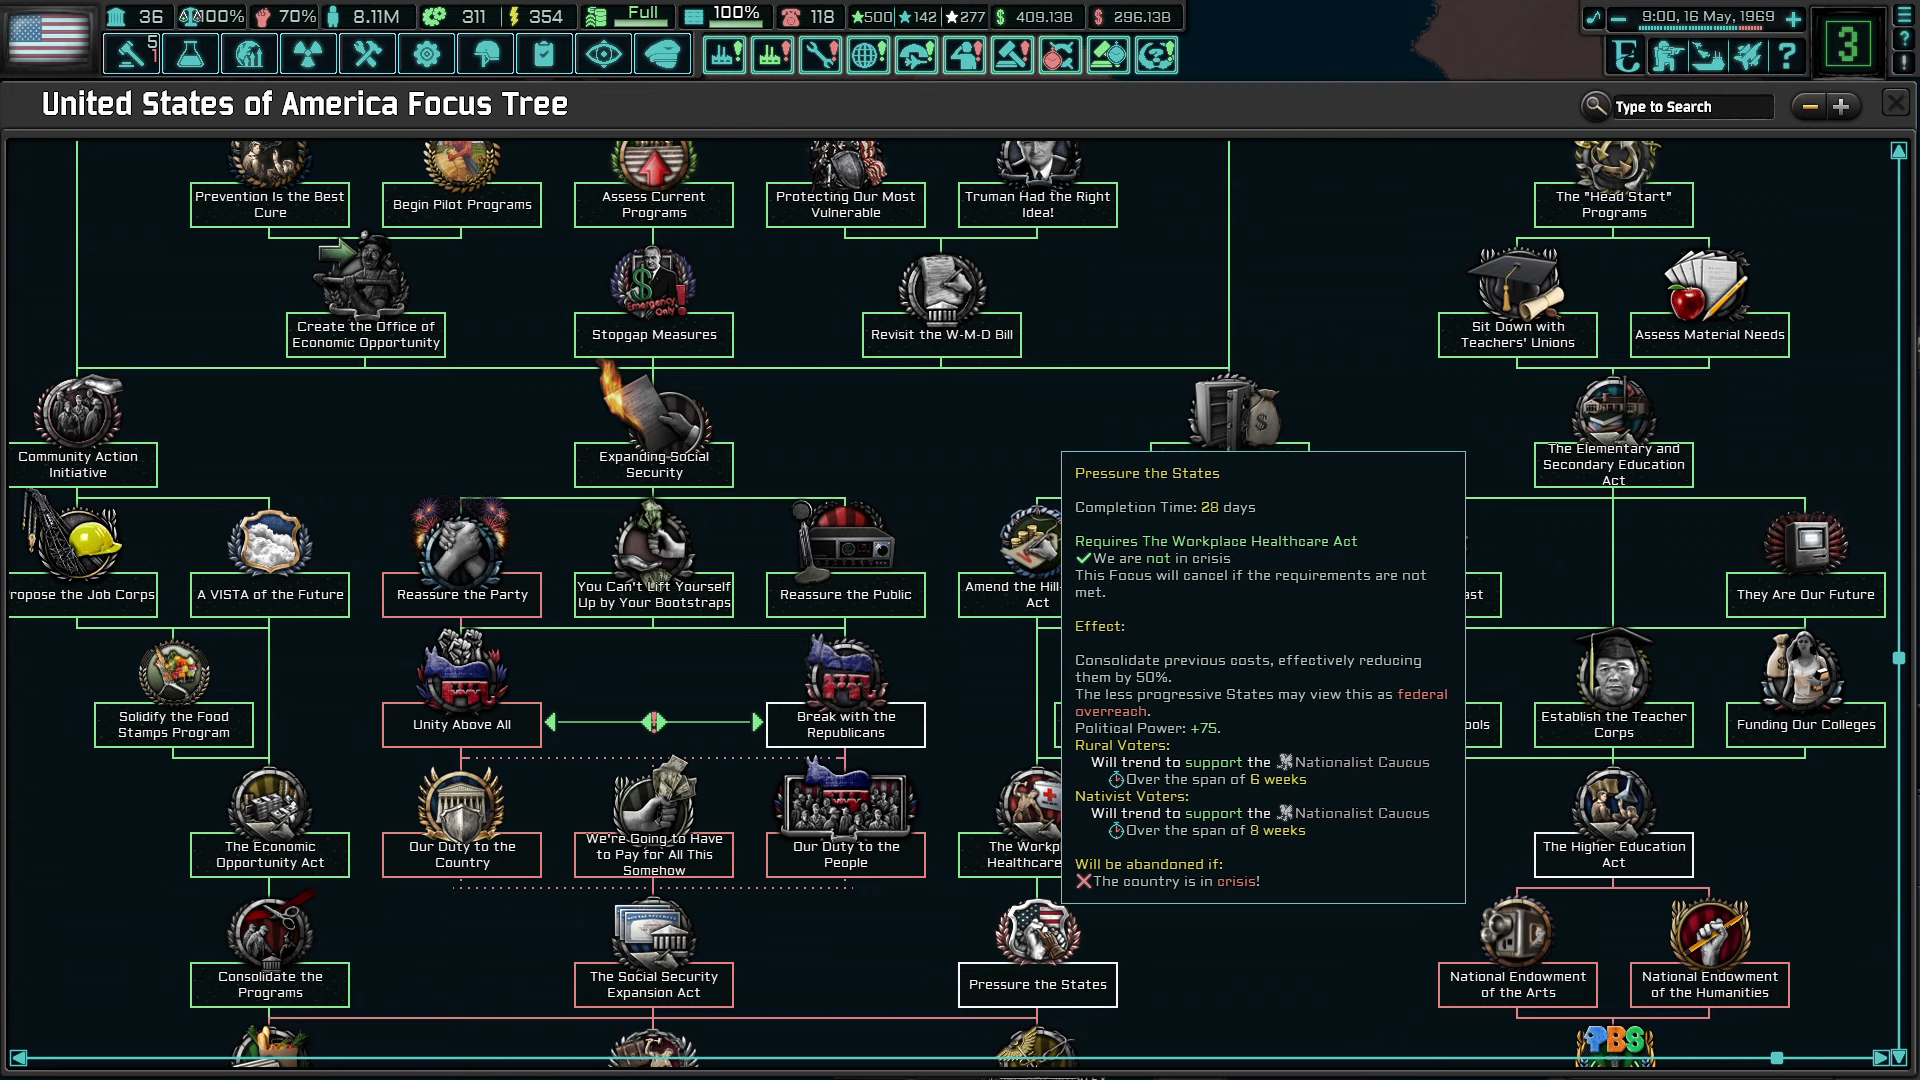 36
100%
70%
8.11M
311
354
Full
100%
118
500
142
277
409.13B
296.13B
9:00, 16 May, 1969
3
5
United States of America Focus Tree
Type to Search
Prevention Is the Best
Cure
Begin Pilot Programs
Assess Current
Programs
Protecting Our Most
Vulnerable
Truman Had the Right
Idea!
The "Head Start"
Programs
Emergency
Only!
Create the Office of
Economic Opportunity
Stopgap Measures
Revisit the W-M-D Bill
Sit Down with
Teachers' Unions
Assess Material Needs
Community Action
Initiative
Expanding Social
Security
The Elementary and
Secondary Education
Act
ropose the Job Corps
A VISTA of the Future
Reassure the Party
You Can't Lift Yourself
Up by Your Bootstraps
Reassure the Public
Amend the Hill-
Act
ast
They Are Our Future
Solidify the Food
Stamps Program
Unity Above All
Break with the
Republicans
ools
Establish the Teacher
Corps
Funding Our Colleges
The Economic
Opportunity Act
Our Duty to the
Country
We're Going to Have
to Pay for All This
Somehow
Our Duty to the
People
The Workp
Healthcare
The Higher Education
Act
Consolidate the
Programs
The Social Security
Expansion Act
Pressure the States
National Endowment
of the Arts
National Endowment
of the Humanities
PBS
Pressure the States
Completion Time: 28 days
Requires The Workplace Healthcare Act
We are not in crisis
This Focus will cancel if the requirements are not
met.
Effect:
Consolidate previous costs, effectively reducing
them by 50%.
The less progressive States may view this as federal
overreach.
Political Power: +75.
Rural Voters:
Will trend to support the Nationalist Caucus
Over the span of 6 weeks
Nativist Voters:
Will trend to support the Nationalist Caucus
Over the span of 8 weeks
Will be abandoned if:
The country is in crisis!